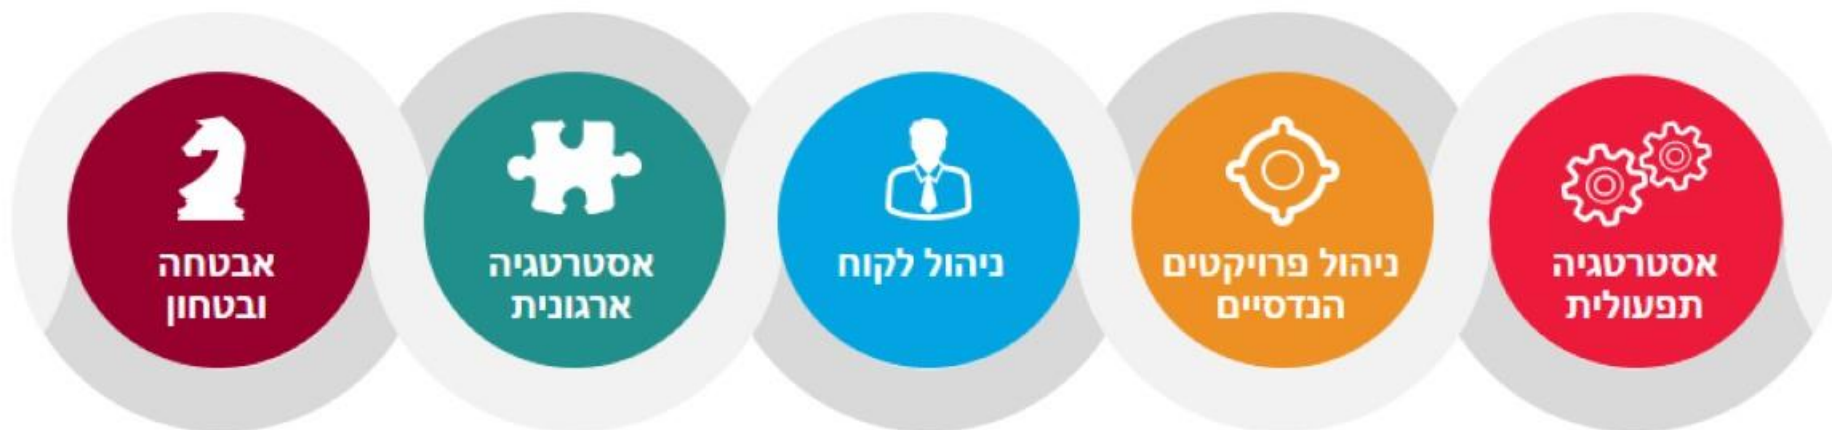 אסטרטגיה
תפעולית
ניהול פרויקטים
הנדסיים
ניהול לקוח
אסטרטגיה
ארגונית
אבטחה
ובטחון